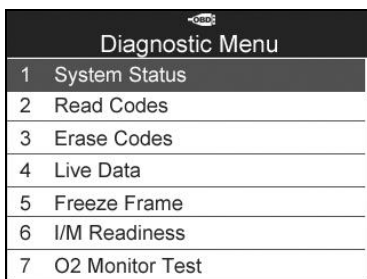 OBD
Diagnostic Menu
1 System Status
2 Read Codes
3 Erase Codes
4 Live Data
5 Freeze Frame
6 I/M Readiness
7 O2 Monitor Test